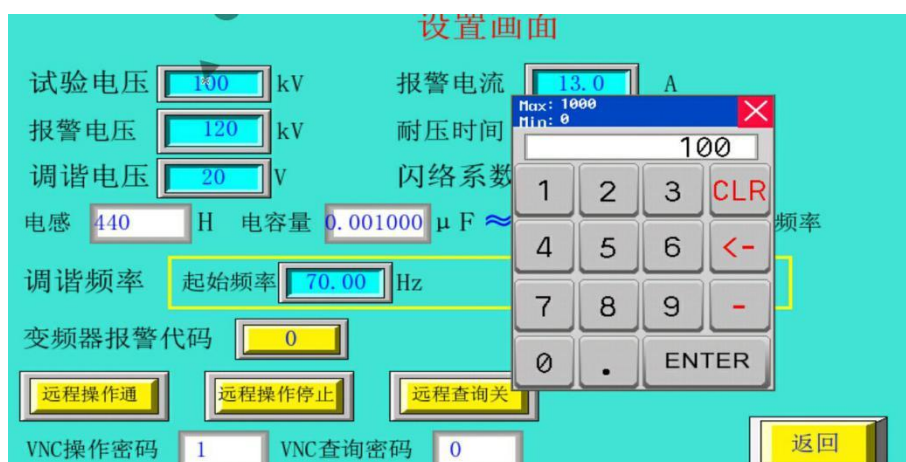 设置画面
试验电压 100 kV 报警电流 13.0 A
报警电压 120 kV 耐压时间
调谐电压 20 V 闪络系数
电感 440 H 电容量 0.001000 μF ≈ 频率
调谐频率 起始频率 70.00 Hz
变频器报警代码 0
远程操作通 远程操作停止 远程查询关
VNC操作密码 1 VNC查询密码 0 返回
Max: 1000
Min: 0
100
1 2 3 CLR
4 5 6 <-
7 8 9 -
0 . ENTER